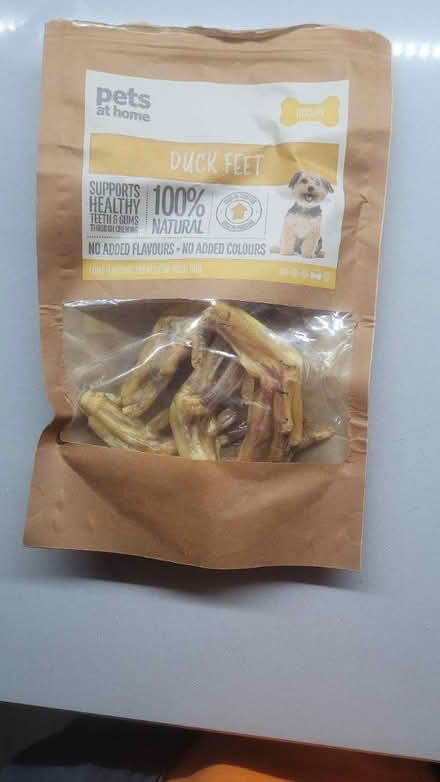 pets
at home
DUCK FEET
SUPPORTS
HEALTHY
TEETH & GUMS
THROUGH CHEWING
100%
NATURAL
NO ADDED FLAVOURS • NO ADDED COLOURS